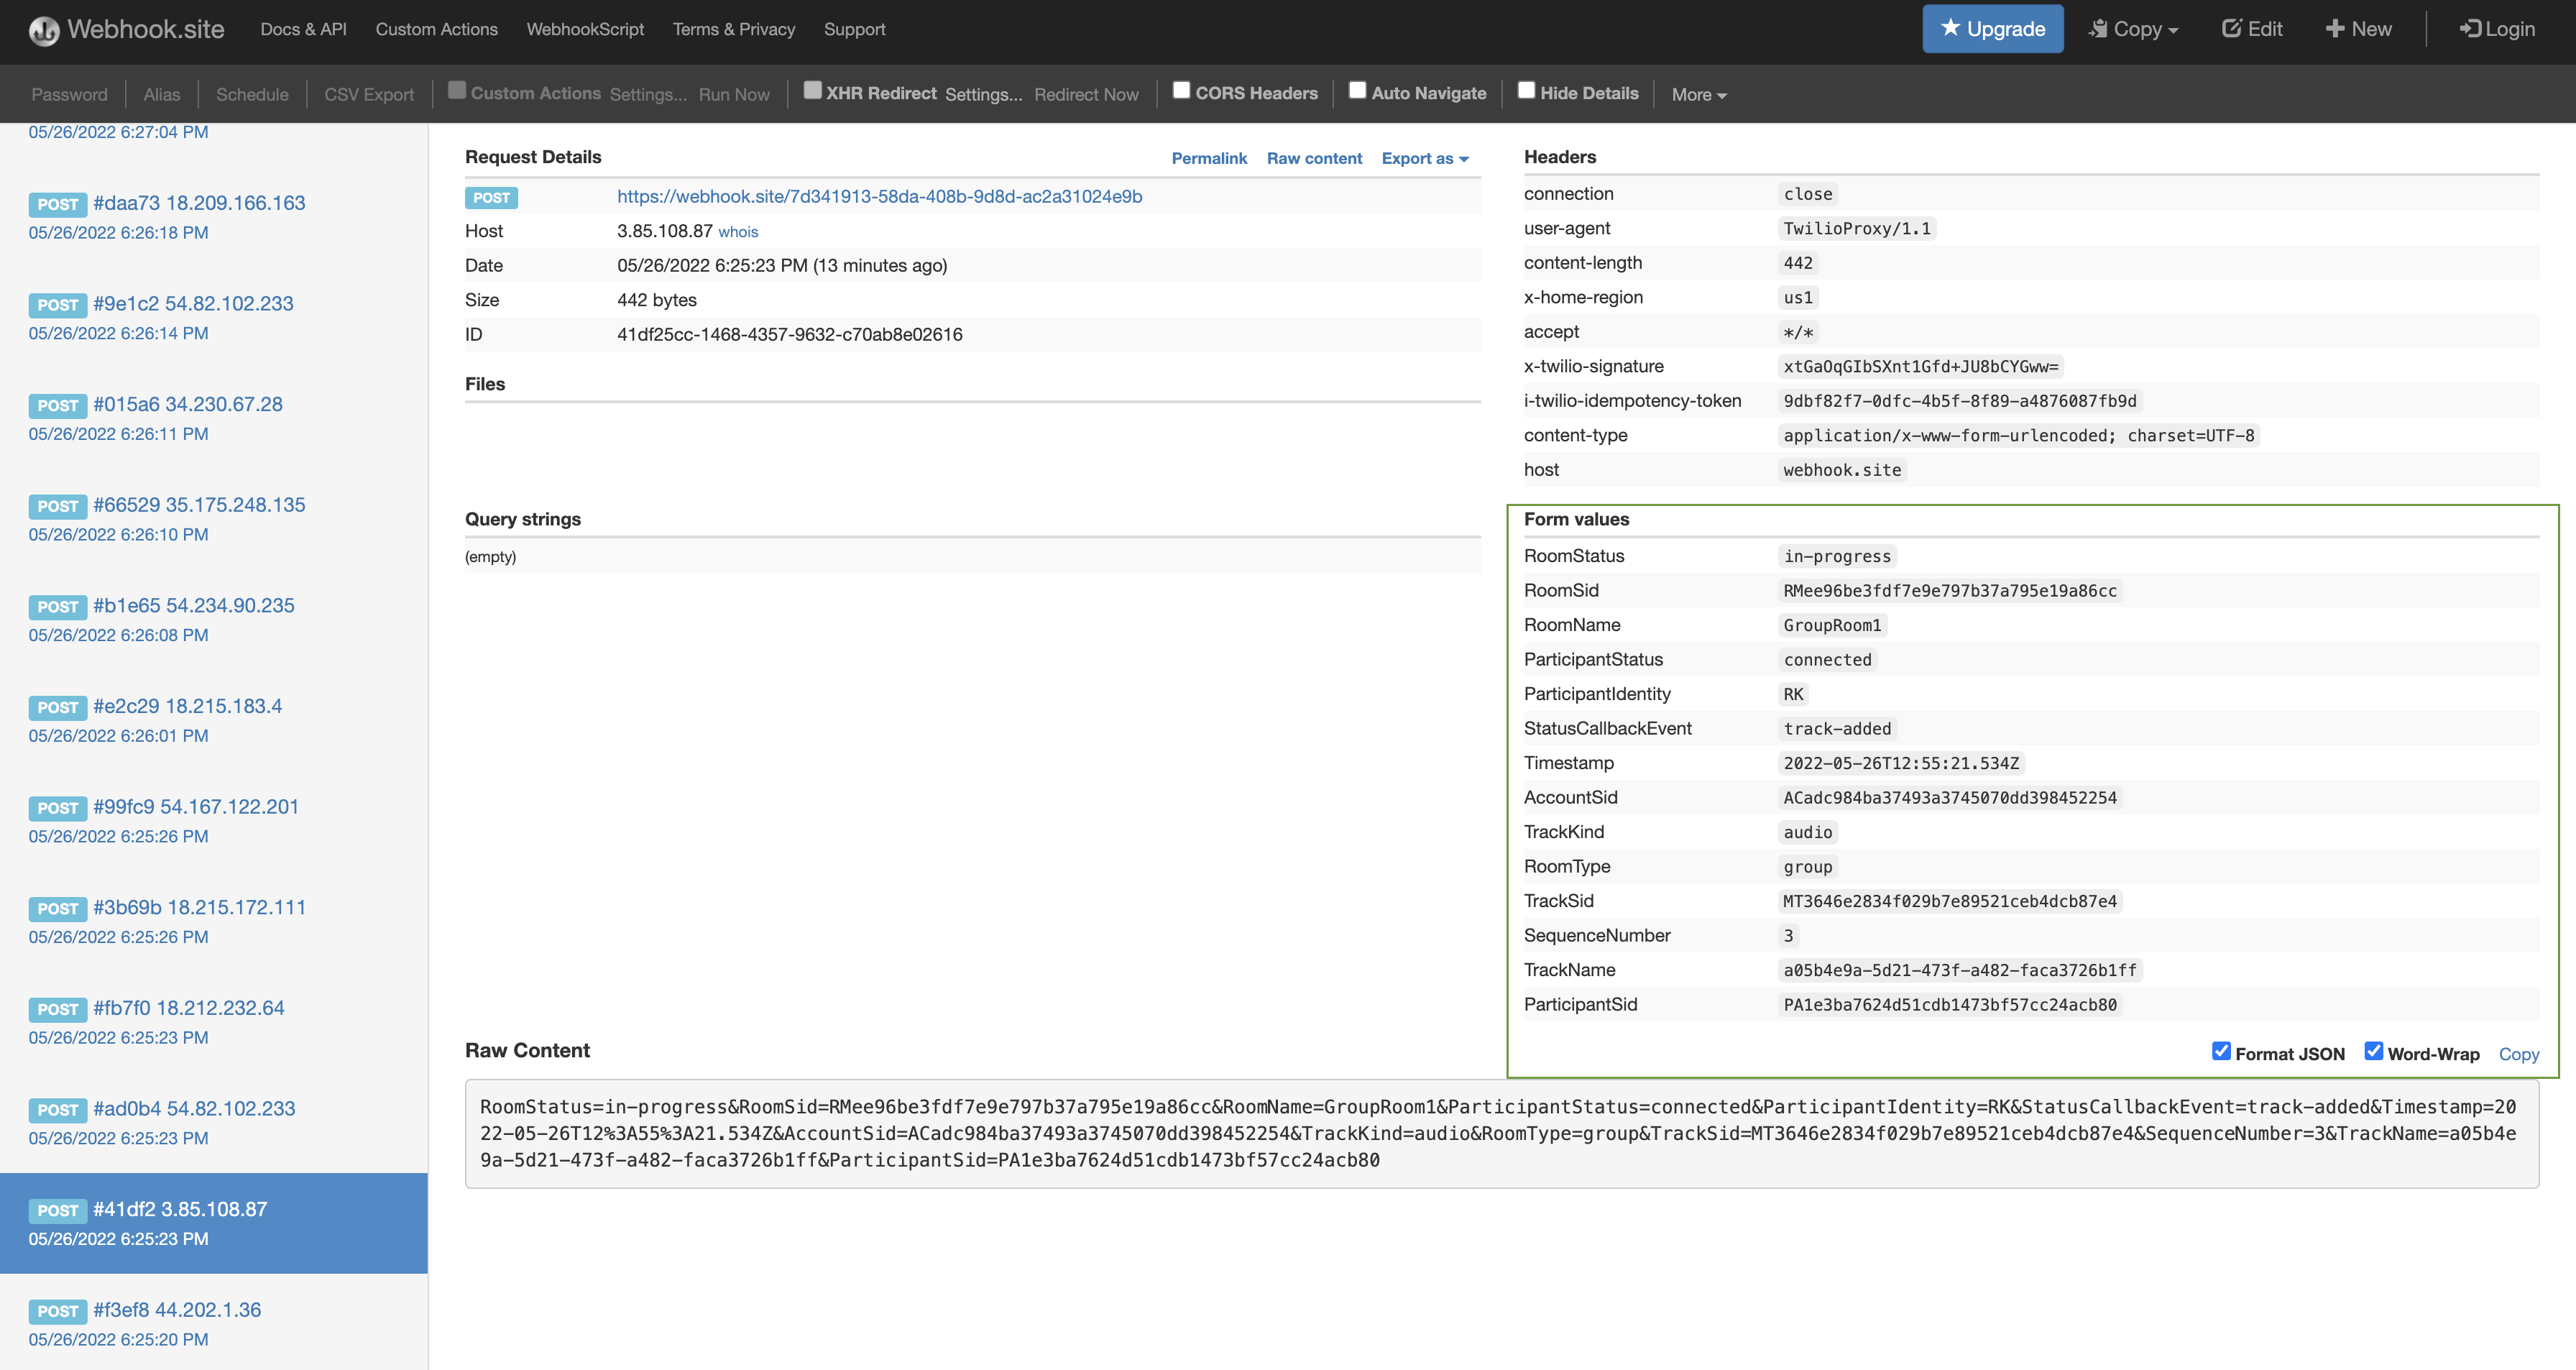 Webhook.site Docs & API Custom Actions WebhookScript Terms & Privacy Support Upgrade Copy Edit New Login
Password Alias Schedule CSV Export Custom Actions Settings... Run Now XHR Redirect Settings... Redirect Now CORS Headers Auto Navigate Hide Details More
05/26/2022 6:27:04 PM
POST #daa73 18.209.166.163
05/26/2022 6:26:18 PM
POST #9e1c2 54.82.102.233
05/26/2022 6:26:14 PM
POST #015a6 34.230.67.28
05/26/2022 6:26:11 PM
POST #66529 35.175.248.135
05/26/2022 6:26:10 PM
POST #b1e65 54.234.90.235
05/26/2022 6:26:08 PM
POST #e2c29 18.215.183.4
05/26/2022 6:26:01 PM
POST #99fc9 54.167.122.201
05/26/2022 6:25:26 PM
POST #3b69b 18.215.172.111
05/26/2022 6:25:26 PM
POST #fb7f0 18.212.232.64
05/26/2022 6:25:23 PM
POST #ad0b4 54.82.102.233
05/26/2022 6:25:23 PM
POST #41df2 3.85.108.87
05/26/2022 6:25:23 PM
POST #f3ef8 44.202.1.36
05/26/2022 6:25:20 PM
Request Details Permalink Raw content Export as
POST https://webhook.site/7d341913-58da-408b-9d8d-ac2a31024e9b
Host 3.85.108.87 whois
Date 05/26/2022 6:25:23 PM (13 minutes ago)
Size 442 bytes
ID 41df25cc-1468-4357-9632-c70ab8e02616
Files
Query strings
(empty)
Headers
connection close
user-agent TwilioProxy/1.1
content-length 442
x-home-region us1
accept */*
x-twilio-signature xtGaOqGIbSXnt1Gfd+JU8bCYGww=
i-twilio-idempotency-token 9dbf82f7-0dfc-4b5f-8f89-a4876087fb9d
content-type application/x-www-form-urlencoded; charset=UTF-8
host webhook.site
Form values
RoomStatus in-progress
RoomSid RMee96be3fdf7e9e797b37a795e19a86cc
RoomName GroupRoom1
ParticipantStatus connected
ParticipantIdentity RK
StatusCallbackEvent track-added
Timestamp 2022-05-26T12:55:21.534Z
AccountSid ACadc984ba37493a3745070dd398452254
TrackKind audio
RoomType group
TrackSid MT3646e2834f029b7e89521ceb4dcb87e4
SequenceNumber 3
TrackName a05b4e9a-5d21-473f-a482-faca3726b1ff
ParticipantSid PA1e3ba7624d51cdb1473bf57cc24acb80
Raw Content Format JSON Word-Wrap Copy
RoomStatus=in-progress&RoomSid=RMee96be3fdf7e9e797b37a795e19a86cc&RoomName=GroupRoom1&ParticipantStatus=connected&ParticipantIdentity=RK&StatusCallbackEvent=track-added&Timestamp=20
22-05-26T12%3A55%3A21.534Z&AccountSid=ACadc984ba37493a3745070dd398452254&TrackKind=audio&RoomType=group&TrackSid=MT3646e2834f029b7e89521ceb4dcb87e4&SequenceNumber=3&TrackName=a05b4e
9a-5d21-473f-a482-faca3726b1ff&ParticipantSid=PA1e3ba7624d51cdb1473bf57cc24acb80